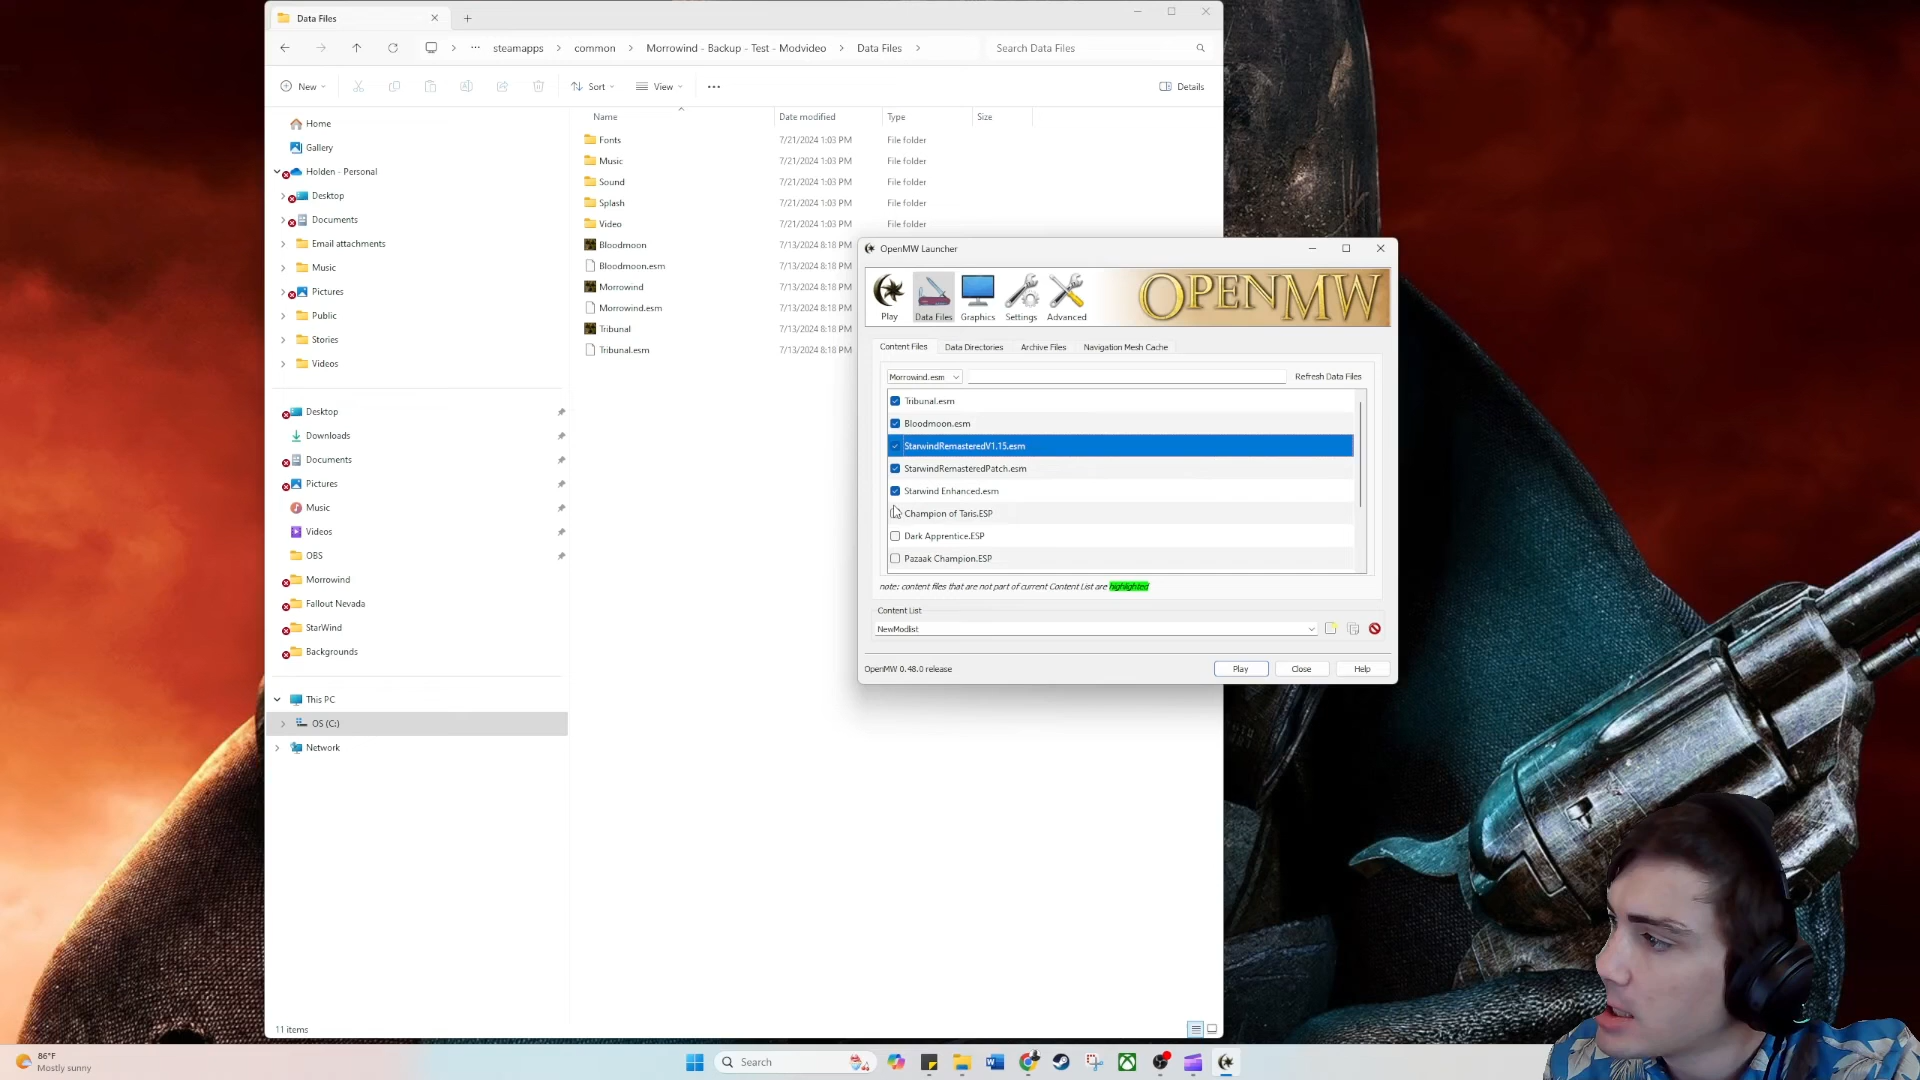 Data Files
steamapps > common > Morrowind - Backup - Test - Modvideo > Data Files >
Search Data Files
New
Sort
View
Details
Home
Gallery
Holden - Personal
Desktop
Documents
Email attachments
Music
Pictures
Public
Stories
Videos
Desktop
Downloads
Documents
Pictures
Music
Videos
OBS
Morrowind
Fallout Nevada
StarWind
Backgrounds
This PC
OS (C:)
Network
Name Date modified Type Size
Fonts 7/21/2024 1:03 PM File folder
Music 7/21/2024 1:03 PM File folder
Sound 7/21/2024 1:03 PM File folder
Splash 7/21/2024 1:03 PM File folder
Video 7/21/2024 1:03 PM File folder
Bloodmoon 7/13/2024 8:18 PM
Bloodmoon.esm 7/13/2024 8:18 PM
Morrowind 7/13/2024 8:18 PM
Morrowind.esm 7/13/2024 8:18 PM
Tribunal 7/13/2024 8:18 PM
Tribunal.esm 7/13/2024 8:18 PM
11 items
OpenMW Launcher
Play
Data Files
Graphics
Settings
Advanced
OPENMW
Content Files
Data Directories
Archive Files
Navigation Mesh Cache
Morrowind.esm
Refresh Data Files
Tribunal.esm
Bloodmoon.esm
StarwindRemasteredV1.15.esm
StarwindRemasteredPatch.esm
Starwind Enhanced.esm
Champion of Taris.ESP
Dark Apprentice.ESP
Pazaak Champion.ESP
note: content files that are not part of current Content List are highlighted
Content List
NewModlist
OpenMW 0.48.0 release
Play
Close
Help
86°F
Mostly sunny
Search